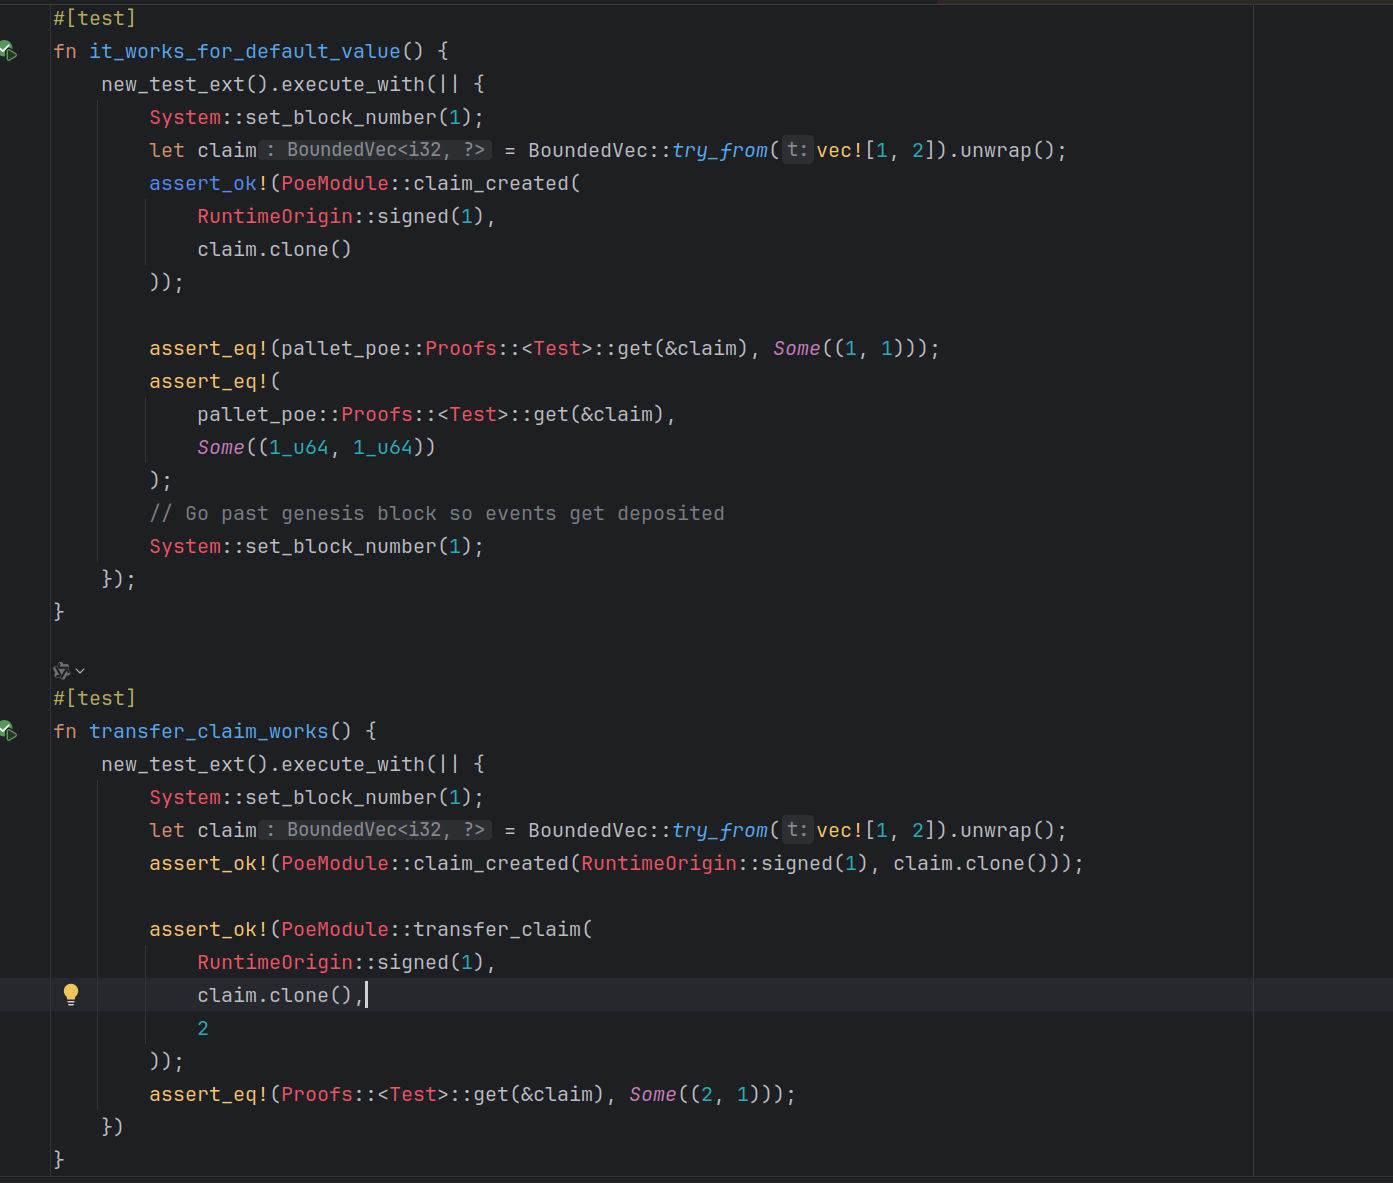 #[test]
fn it_works_for_default_value() {
    new_test_ext().execute_with(|| {
        System::set_block_number(1);
        let claim: BoundedVec<i32, ?> = BoundedVec::try_from(t: vec![1, 2]).unwrap();
        assert_ok!(PoeModule::claim_created(
            RuntimeOrigin::signed(1),
            claim.clone()
        ));

        assert_eq!(pallet_poe::Proofs::<Test>::get(&claim), Some((1, 1)));
        assert_eq!(
            pallet_poe::Proofs::<Test>::get(&claim),
            Some((1_u64, 1_u64))
        );
        // Go past genesis block so events get deposited
        System::set_block_number(1);
    });
}

#[test]
fn transfer_claim_works() {
    new_test_ext().execute_with(|| {
        System::set_block_number(1);
        let claim: BoundedVec<i32, ?> = BoundedVec::try_from(t: vec![1, 2]).unwrap();
        assert_ok!(PoeModule::claim_created(RuntimeOrigin::signed(1), claim.clone()));

        assert_ok!(PoeModule::transfer_claim(
            RuntimeOrigin::signed(1),
            claim.clone(),
            2
        ));
        assert_eq!(Proofs::<Test>::get(&claim), Some((2, 1)));
    })
}